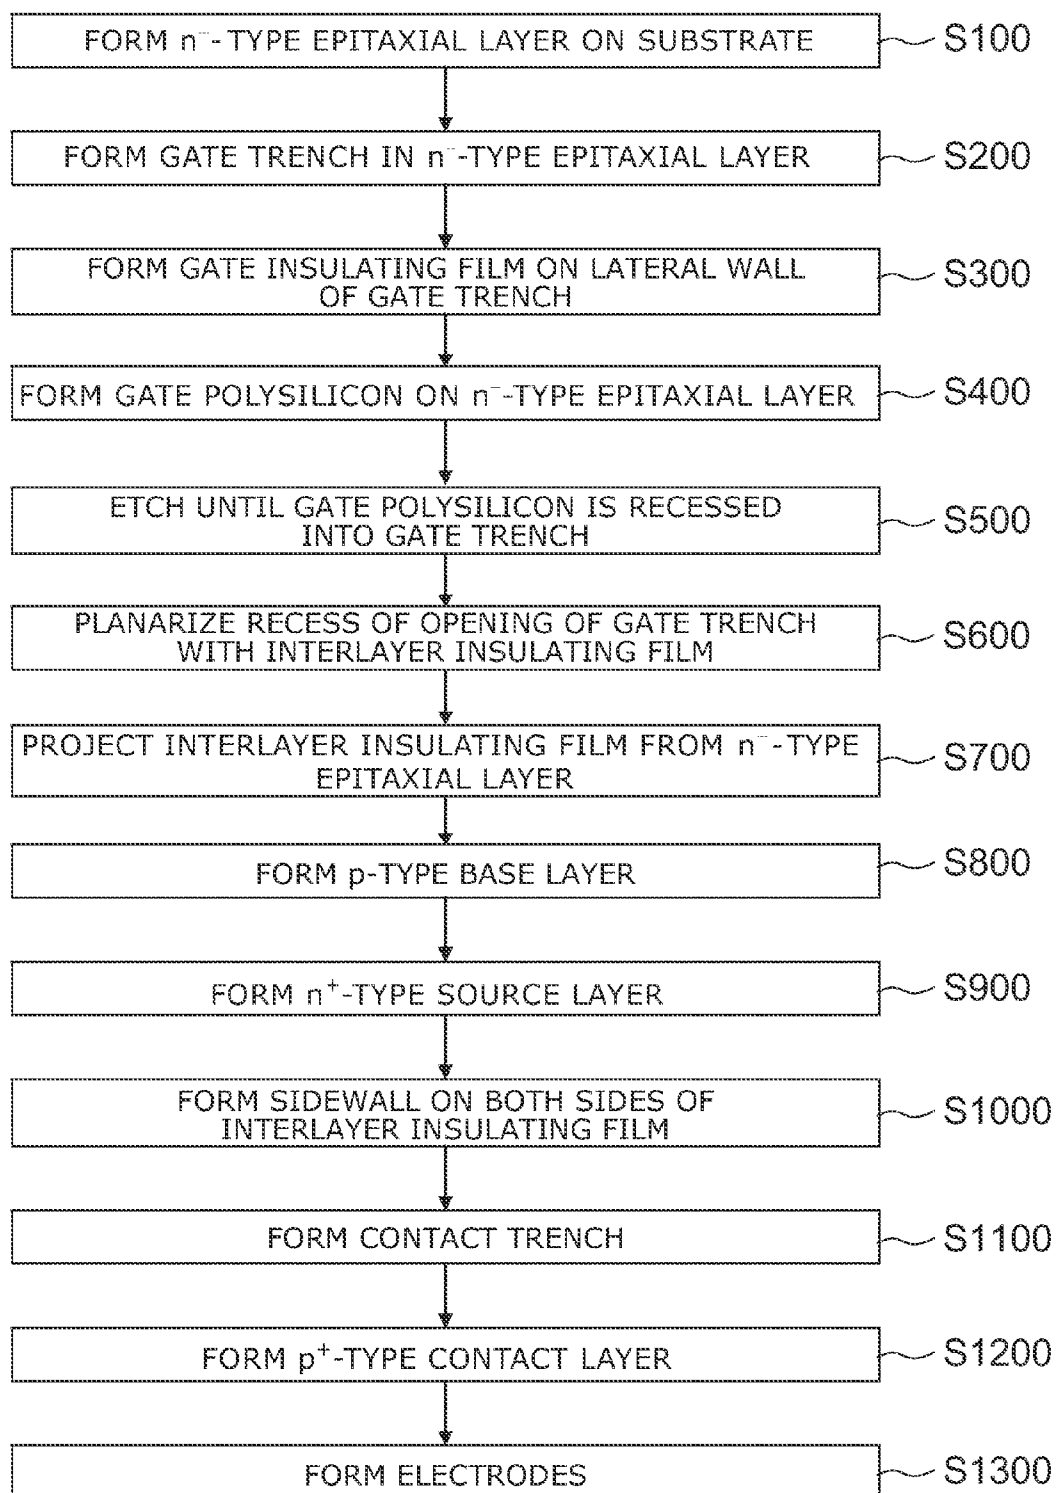 FORM n⁻-TYPE EPITAXIAL LAYER ON SUBSTRATE
S100
FORM GATE TRENCH IN n⁻-TYPE EPITAXIAL LAYER
S200
FORM GATE INSULATING FILM ON LATERAL WALL
OF GATE TRENCH
S300
FORM GATE POLYSILICON ON n⁻-TYPE EPITAXIAL LAYER
S400
ETCH UNTIL GATE POLYSILICON IS RECESSED
INTO GATE TRENCH
S500
PLANARIZE RECESS OF OPENING OF GATE TRENCH
WITH INTERLAYER INSULATING FILM
S600
PROJECT INTERLAYER INSULATING FILM FROM n⁻-TYPE
EPITAXIAL LAYER
S700
FORM p-TYPE BASE LAYER
S800
FORM n⁺-TYPE SOURCE LAYER
S900
FORM SIDEWALL ON BOTH SIDES OF
INTERLAYER INSULATING FILM
S1000
FORM CONTACT TRENCH
S1100
FORM p⁺-TYPE CONTACT LAYER
S1200
FORM ELECTRODES
S1300